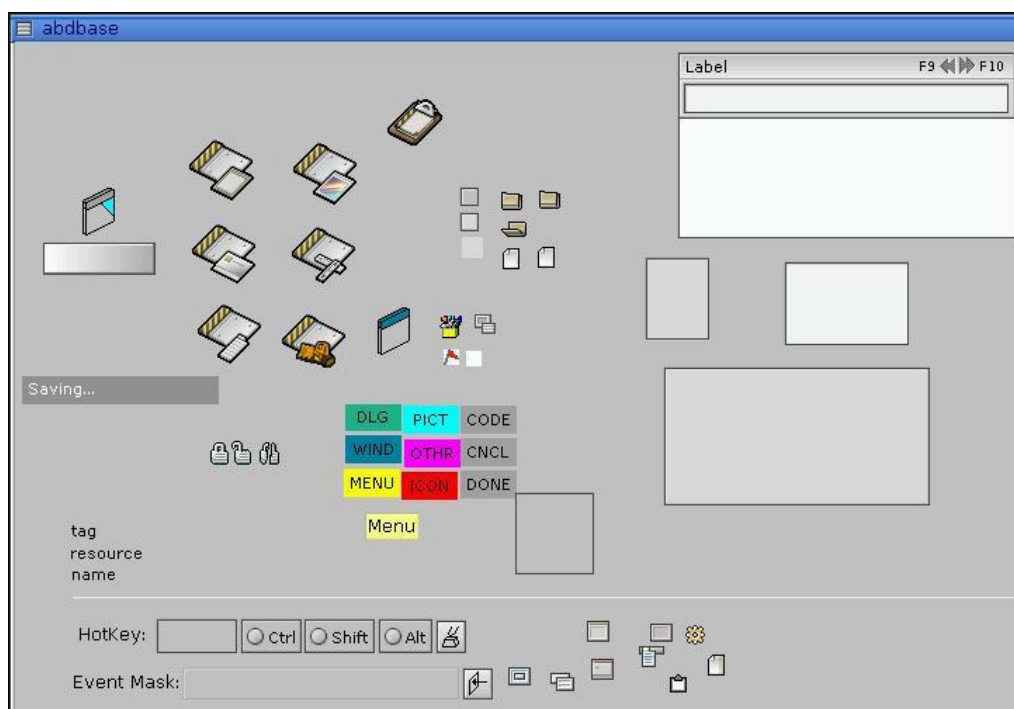 abdbase
Label F9 F10
Saving...
DLG PICT CODE
WIND OTHR CNCL
MENU ICON DONE
Menu
tag
resource
name
HotKey: Ctrl Shift Alt
Event Mask: